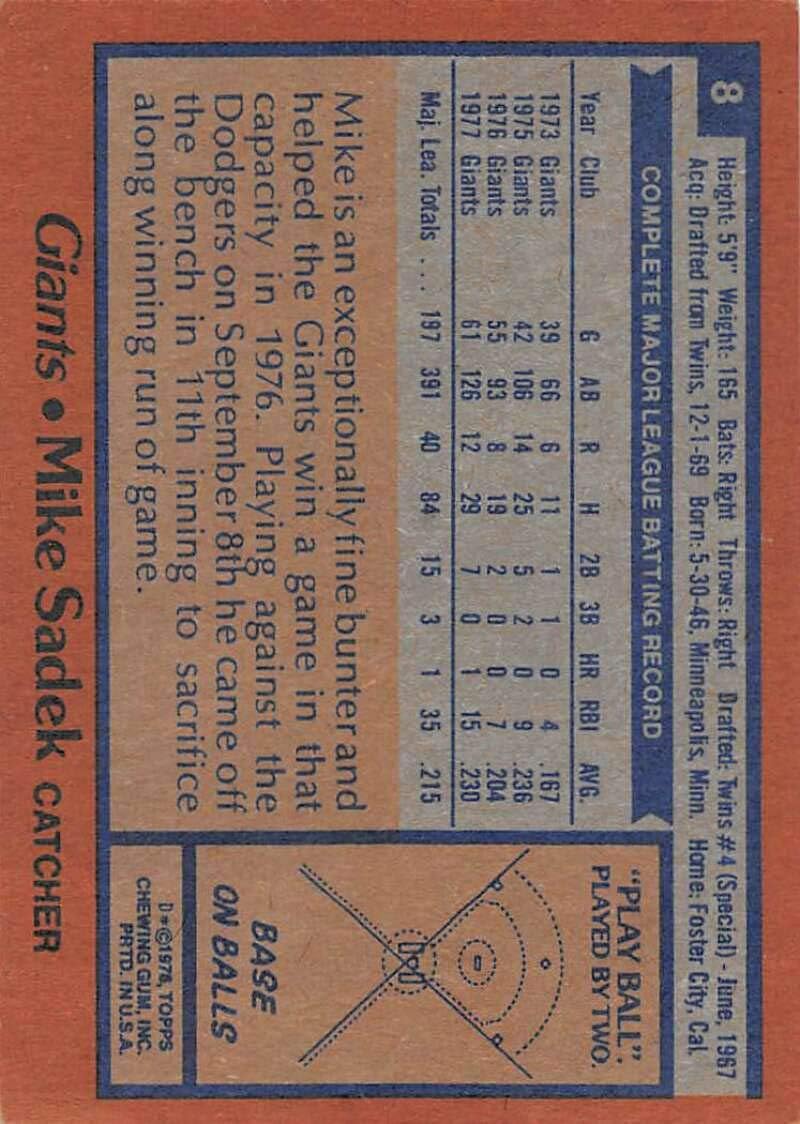 8
Height: 5'9" Weight: 165 Bats: Right Throws: Right Drafted: Twins #4 (Special) - June, 1967
Acq: Drafted from Twins, 12-1-69 Born: 5-30-46, Minneapolis, Minn. Home: Foster City, Cal.
COMPLETE MAJOR LEAGUE BATTING RECORD
Year Club G AB R H 2B 3B HR RBI AVG.
1973 Giants 39 66 6 11 1 1 0 4 .167
1975 Giants 42 106 14 25 5 2 0 9 .236
1976 Giants 55 93 8 19 2 0 0 7 .204
1977 Giants 61 126 12 29 7 0 1 15 .230
Maj. Lea. Totals .... 197 391 40 84 15 3 1 35 .215
Mike is an exceptionally fine bunter and
helped the Giants win a game in that
capacity in 1976. Playing against the
Dodgers on September 8th he came off
the bench in 11th inning to sacrifice
along winning run of game.
"PLAY BALL":
PLAYED BY TWO.
BASE
ON BALLS
D*©1978, TOPPS
CHEWING GUM, INC.
PRTD. IN U.S.A.
Giants • Mike Sadek CATCHER